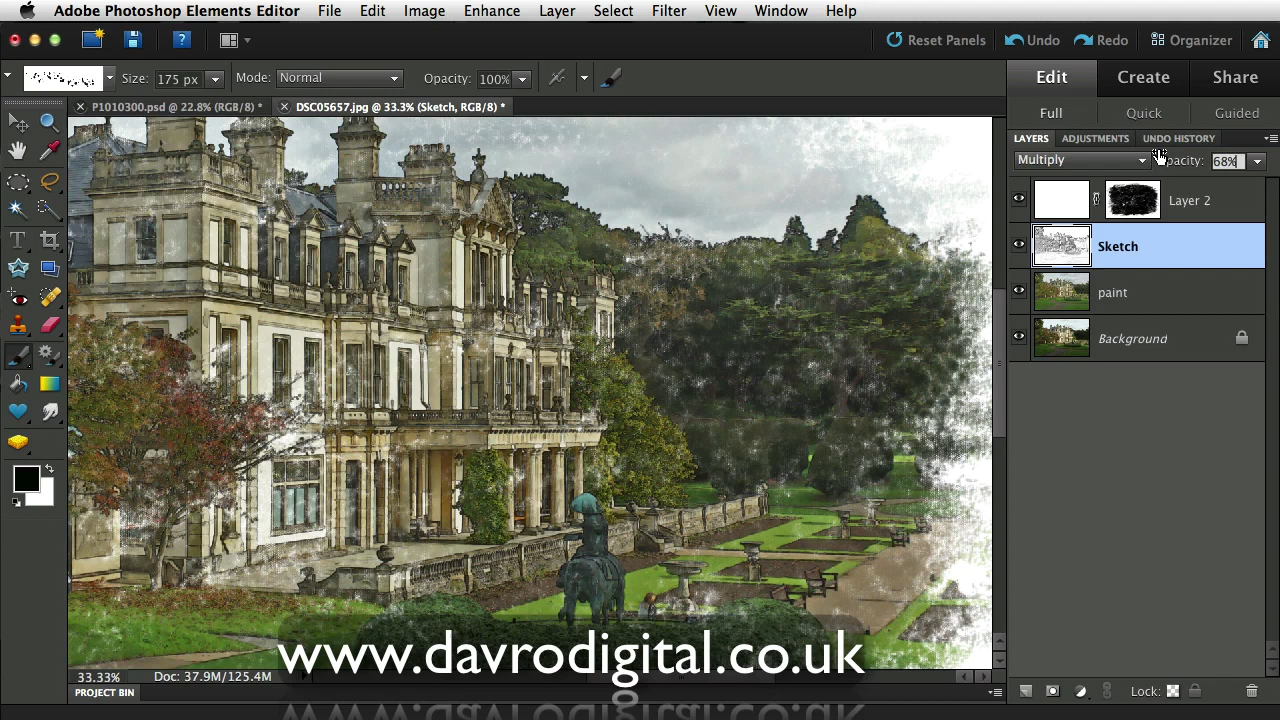 Adobe Photoshop Elements Editor File Edit Image Enhance Layer Select Filter View Window Help
Reset Panels Undo Redo Organizer
Size: 175 px Mode: Normal Opacity: 100%
Edit Create Share
P1010300.psd @ 22.8% (RGB/8) * DSC05657.jpg @ 33.3% (Sketch, RGB/8) *
Full Quick Guided
LAYERS ADJUSTMENTS UNDO HISTORY
Multiply pacity: 68%
Layer 2
Sketch
paint
Background
www.davrodigital.co.uk
33.33% Doc: 37.9M/125.4M
PROJECT BIN
Lock: